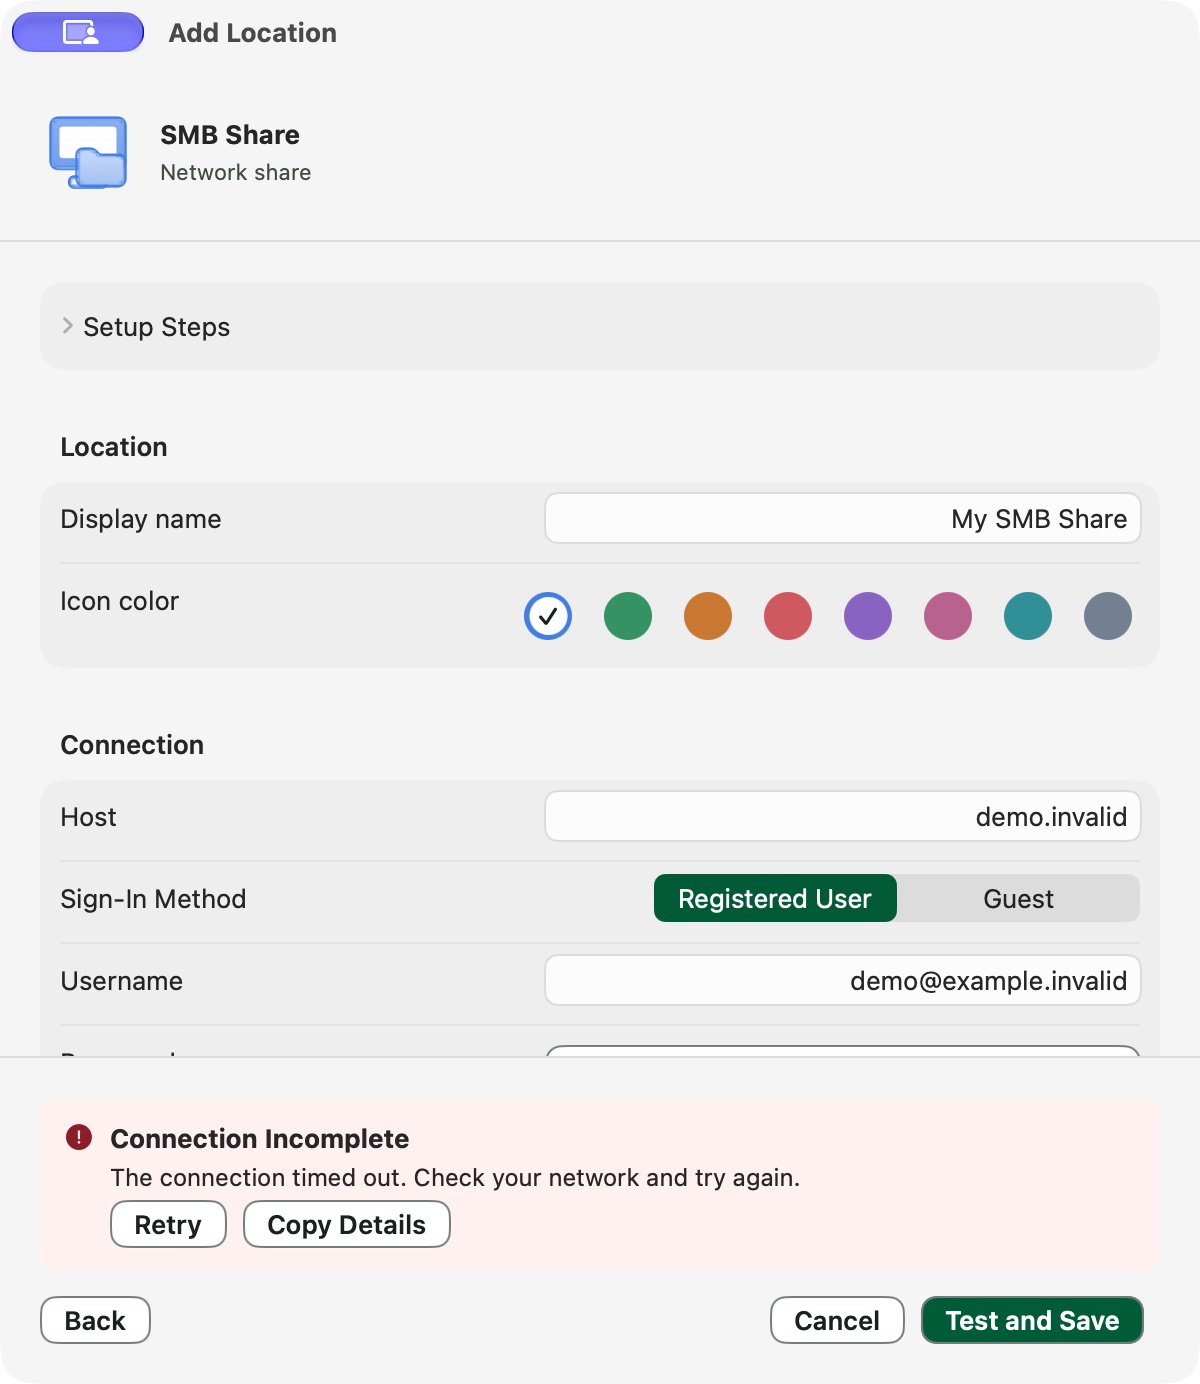 Add Location
SMB Share
Network share
Setup Steps
Location
Display name
My SMB Share
Icon color
Connection
Host
demo.invalid
Sign-In Method
Registered User
Guest
Username
demo@example.invalid
Connection Incomplete
The connection timed out. Check your network and try again.
Retry
Copy Details
Back
Cancel
Test and Save